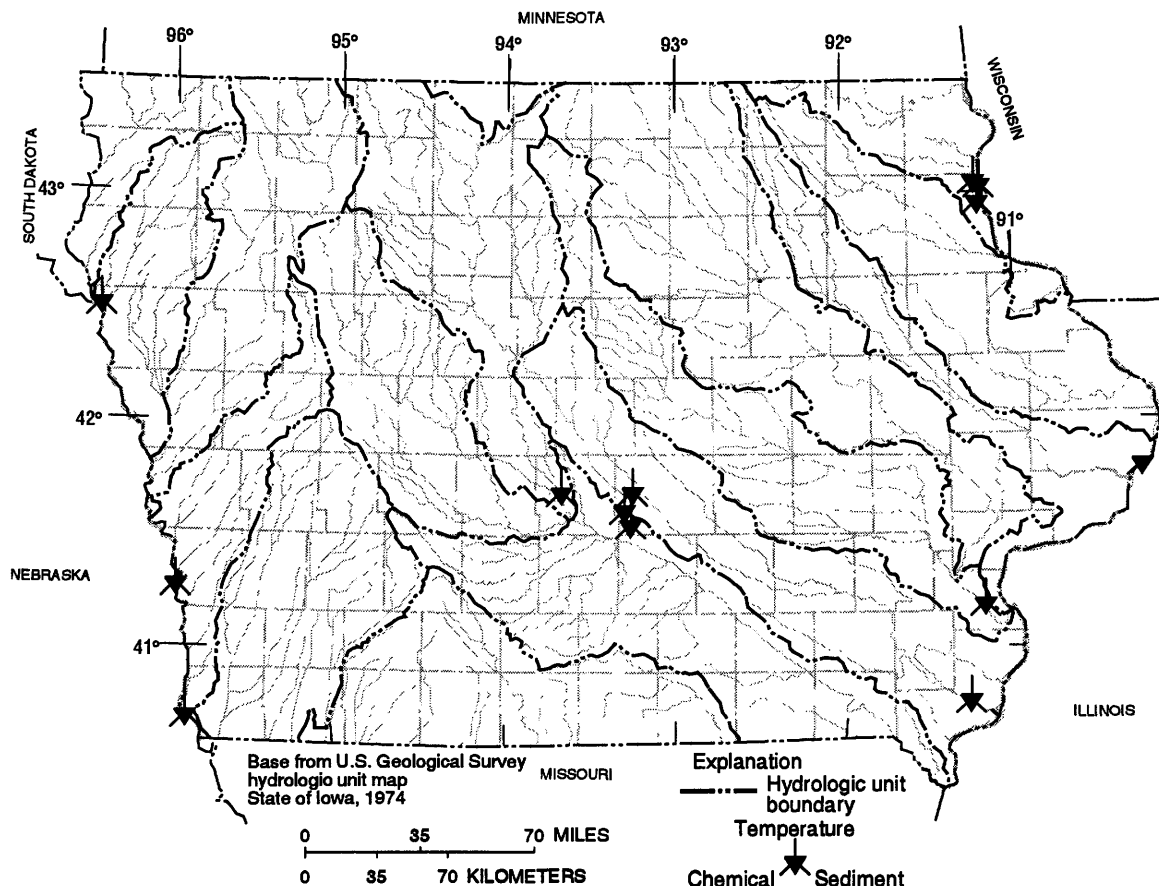 MINNESOTA
96° 95° 94° 93° 92°
WISCONSIN
SOUTH DAKOTA
43°
91°
42°
NEBRASKA
41°
ILLINOIS
MISSOURI
Base from U.S. Geological Survey
hydrologio unit map
State of Iowa, 1974
0 35 70 MILES
0 35 70 KILOMETERS
Explanation
Hydrologic unit
boundary
Temperature
Chemical Sediment